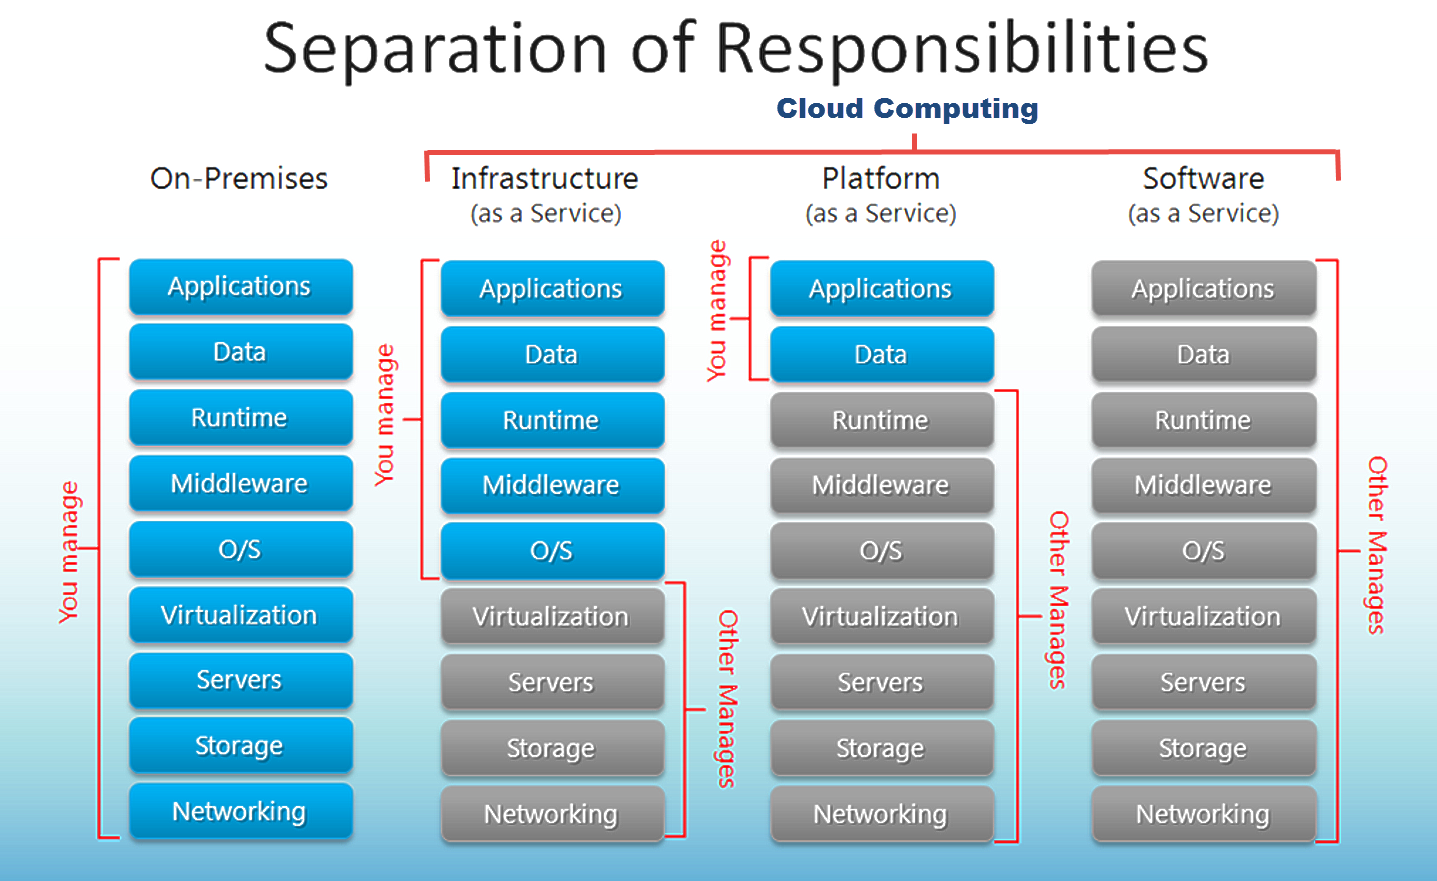 Separation of Responsibilities
Cloud Computing
On-Premises
You manage
Applications
Data
Runtime
Middleware
O/S
Virtualization
Servers
Storage
Networking
Infrastructure
(as a Service)
You manage
Applications
Data
Runtime
Middleware
O/S
Virtualization
Servers
Storage
Networking
Other Manages
Platform
(as a Service)
You manage
Applications
Data
Runtime
Middleware
O/S
Virtualization
Servers
Storage
Networking
Other Manages
Software
(as a Service)
Applications
Data
Runtime
Middleware
O/S
Virtualization
Servers
Storage
Networking
Other Manages